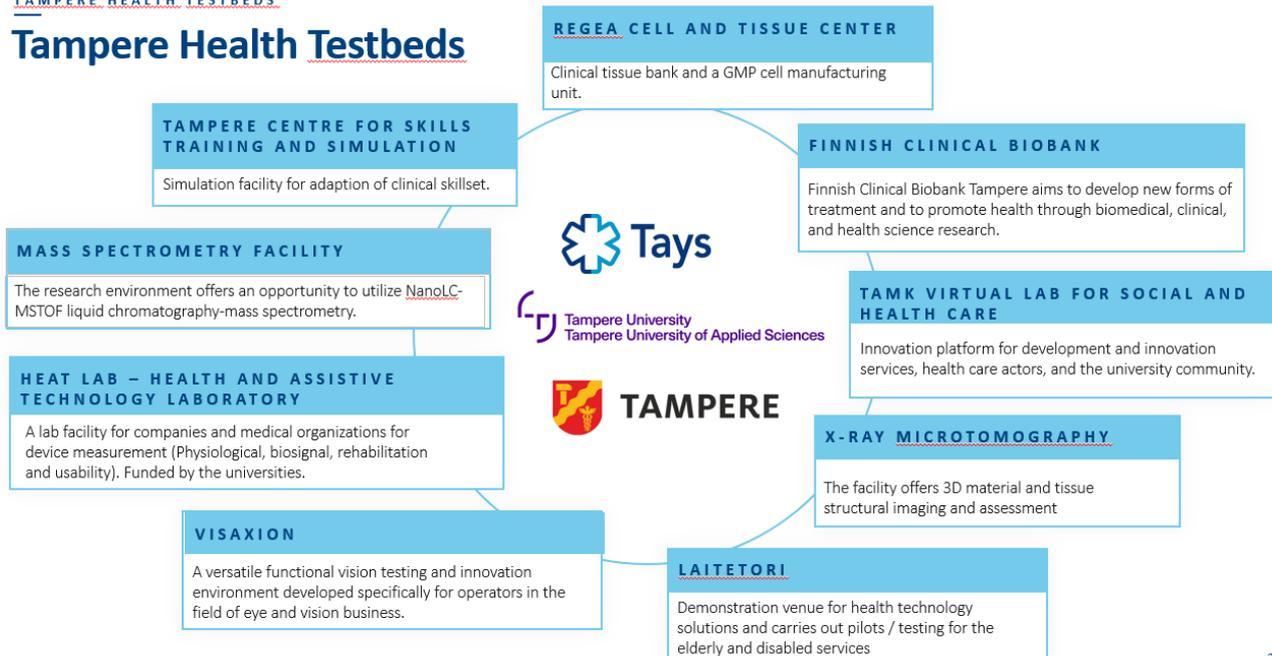 TAMPERE HEALTH TESTBEDS
Tampere Health Testbeds
REGEA CELL AND TISSUE CENTER
Clinical tissue bank and a GMP cell manufacturing
unit.
TAMPERE CENTRE FOR SKILLS
TRAINING AND SIMULATION
Simulation facility for adaption of clinical skillset.
FINNISH CLINICAL BIOBANK
Finnish Clinical Biobank Tampere aims to develop new forms of
treatment and to promote health through biomedical, clinical,
and health science research.
MASS SPECTROMETRY FACILITY
The research environment offers an opportunity to utilize NanoLC-
MSTOF liquid chromatography-mass spectrometry.
Tays
Tampere University
Tampere University of Applied Sciences
TAMPERE
TAMK VIRTUAL LAB FOR SOCIAL AND
HEALTH CARE
Innovation platform for development and innovation
services, health care actors, and the university community.
HEAT LAB – HEALTH AND ASSISTIVE
TECHNOLOGY LABORATORY
A lab facility for companies and medical organizations for
device measurement (Physiological, biosignal, rehabilitation
and usability). Funded by the universities.
X-RAY MICROTOMOGRAPHY
The facility offers 3D material and tissue
structural imaging and assessment
VISAXION
A versatile functional vision testing and innovation
environment developed specifically for operators in the
field of eye and vision business.
LAITETORI
Demonstration venue for health technology
solutions and carries out pilots / testing for the
elderly and disabled services